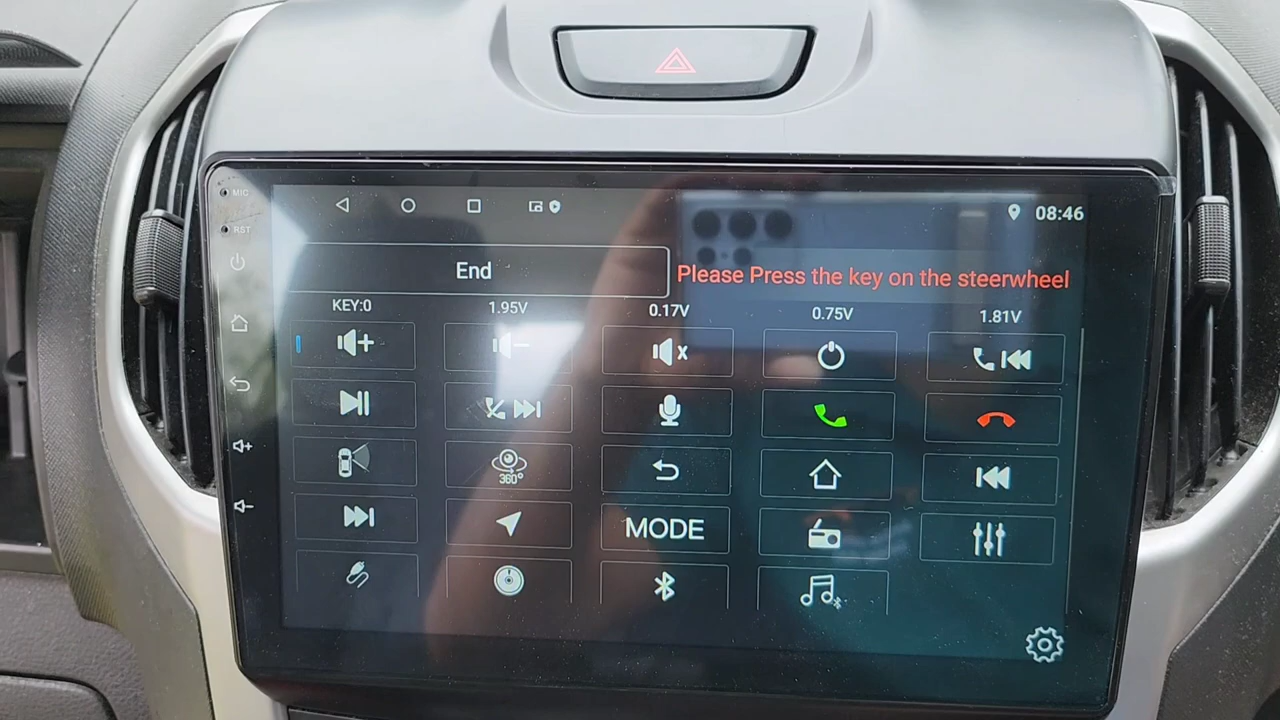 MIC
08:46
RST
End
Please Press the key on the steerwheel
KEY:0 1.95V 0.17V 0.75V 1.81V
360°
MODE